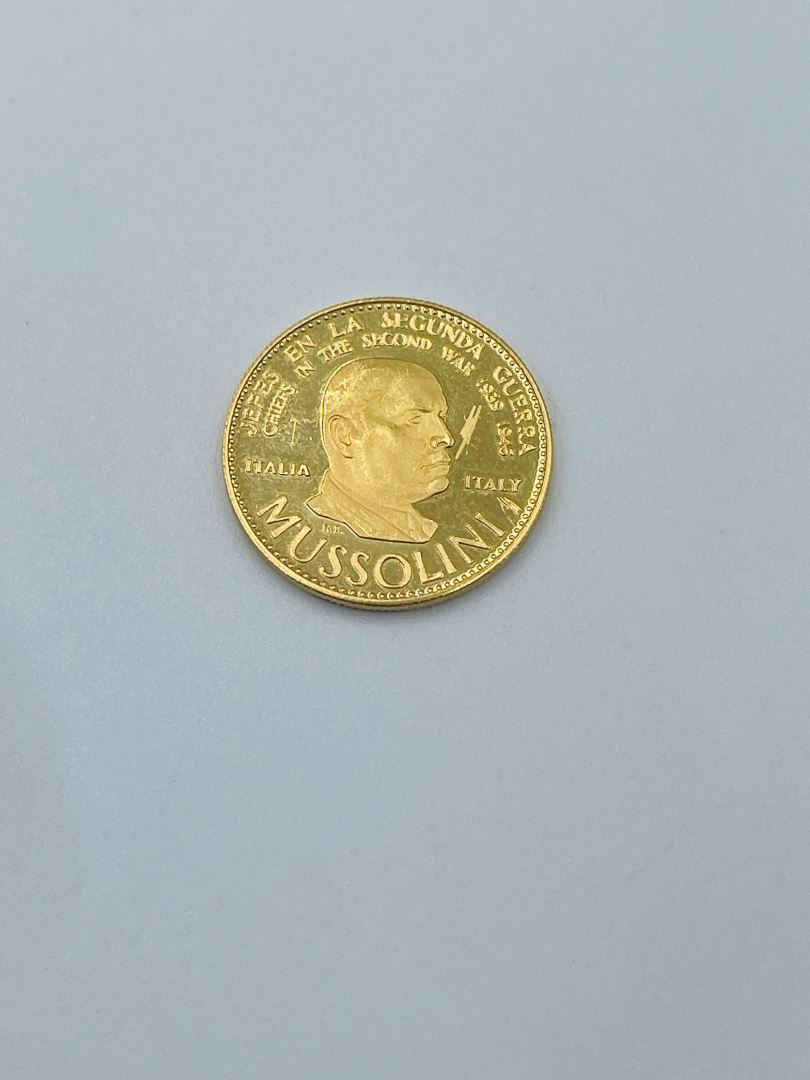 JEFES EN LA SEGUNDA GUERRA
CHIEFS IN THE SECOND WAR 1939 1945
ITALIA
ITALY
MUSSOLINI